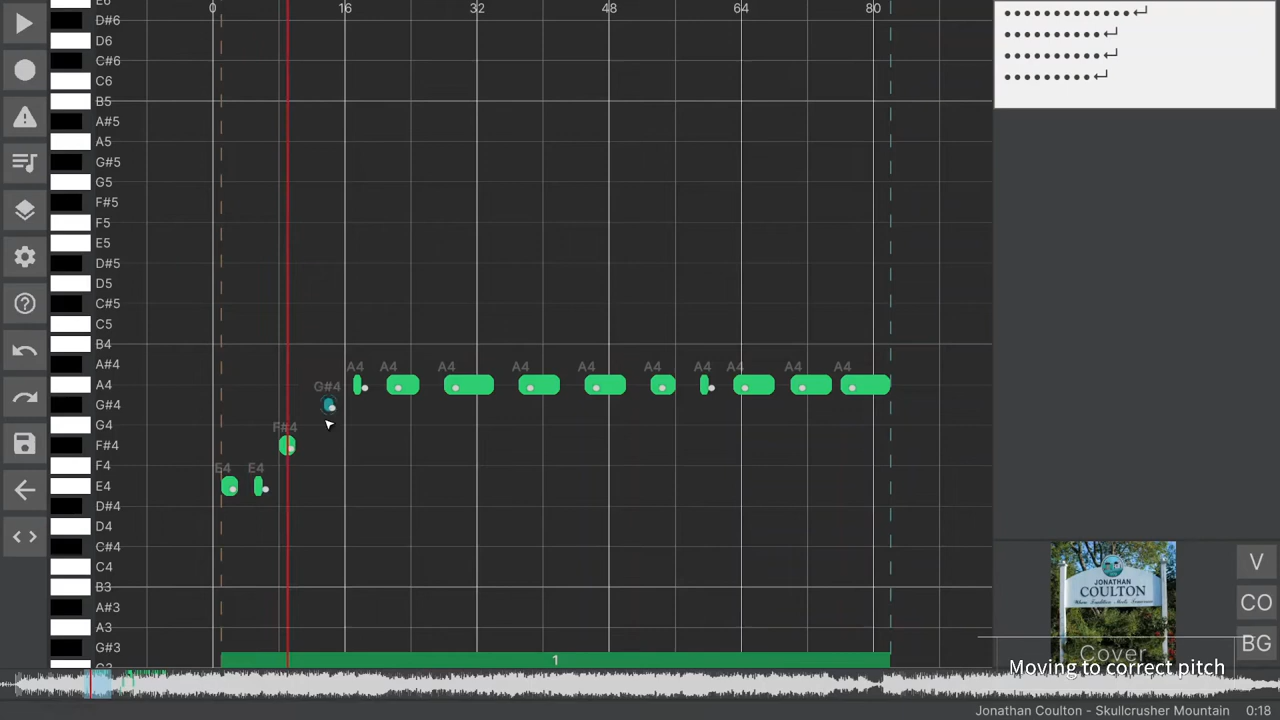 0 16 32 48 64 80
E6
D#6
D6
C#6
C6
B5
A#5
A5
G#5
G5
F#5
F5
E5
D#5
D5
C#5
C5
B4
A#4
A4
G#4
G4
F#4
F4
E4
D#4
D4
C#4
C4
B3
A#3
A3
G#3
E4 E4 F#4 G#4 A4 A4 A4 A4 A4 A4 A4 A4 A4 A4
1
JONATHAN
COULTON
V
CO
BG
Cover
Moving to correct pitch
Jonathan Coulton - Skullcrusher Mountain 0:18